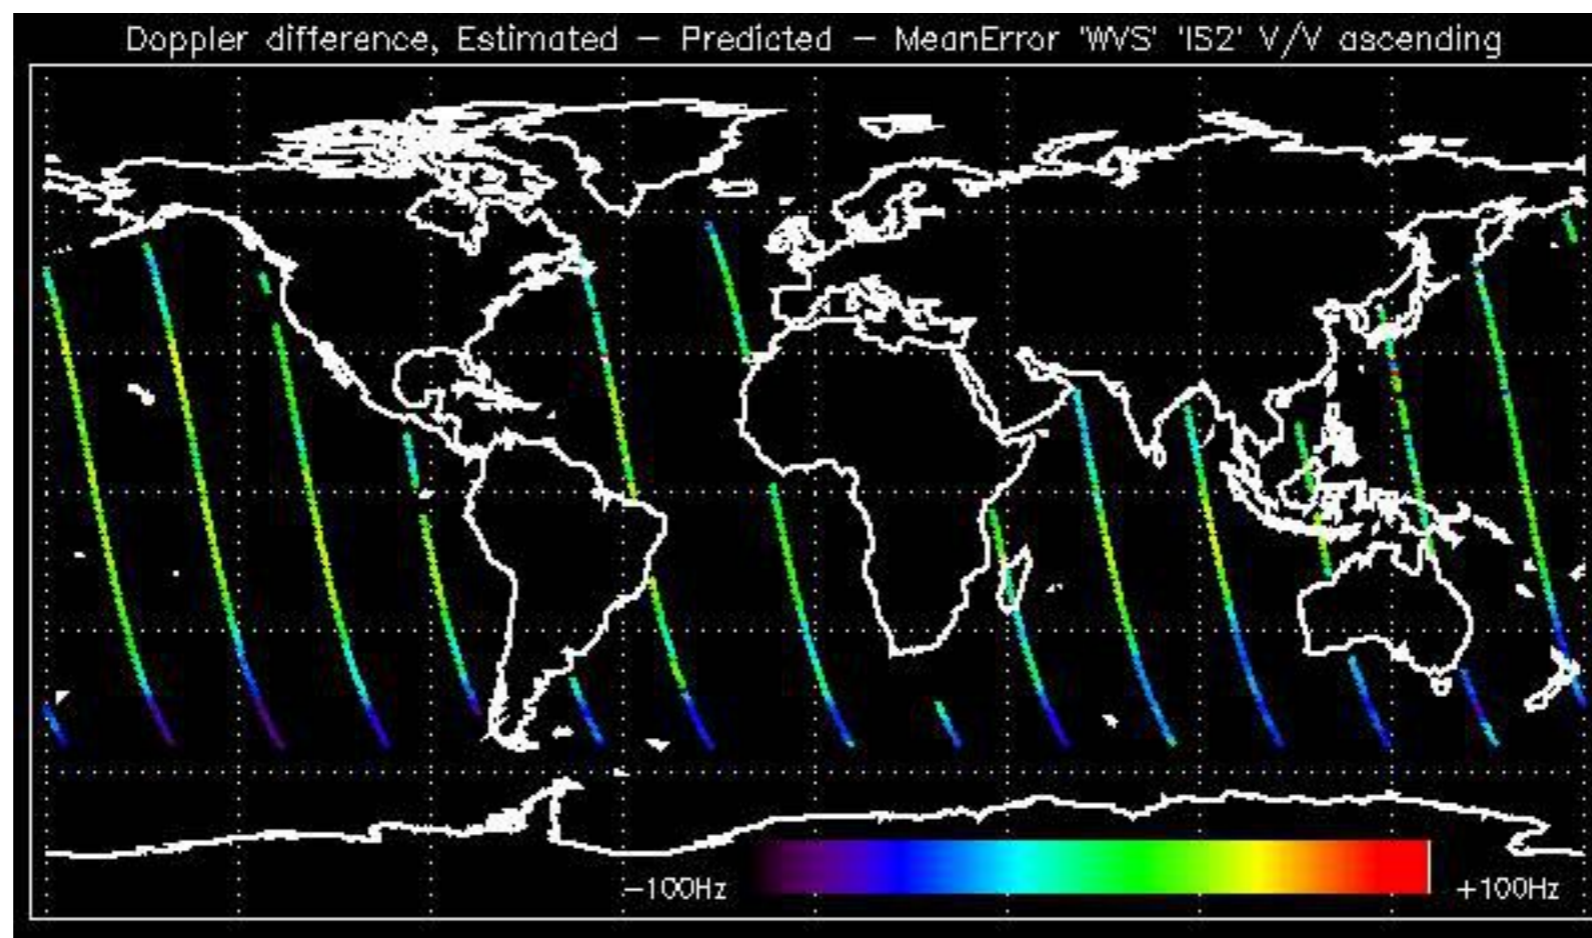 Doppler difference, Estimated – Predicted – MeanError 'WVS' 'IS2' V/V ascending
−100Hz +100Hz